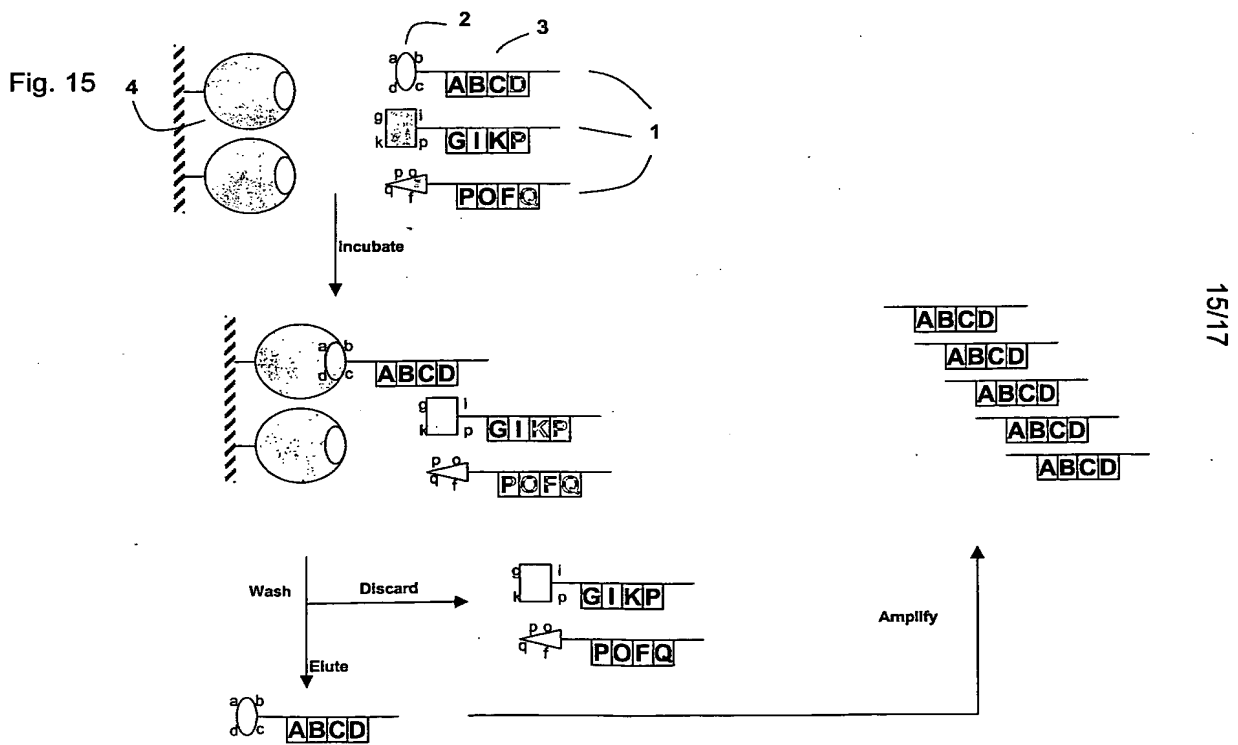 Fig. 15
4
2
3
1
a b
d c
ABCD
g i
k p
GIKP
p o
q f
POFQ
Incubate
a b
d c
ABCD
g i
k p
GIKP
p o
q f
POFQ
ABCD
ABCD
ABCD
ABCD
ABCD
15/17
Wash
Discard
g i
k p
GIKP
p o
q f
POFQ
Amplify
Elute
a b
d c
ABCD